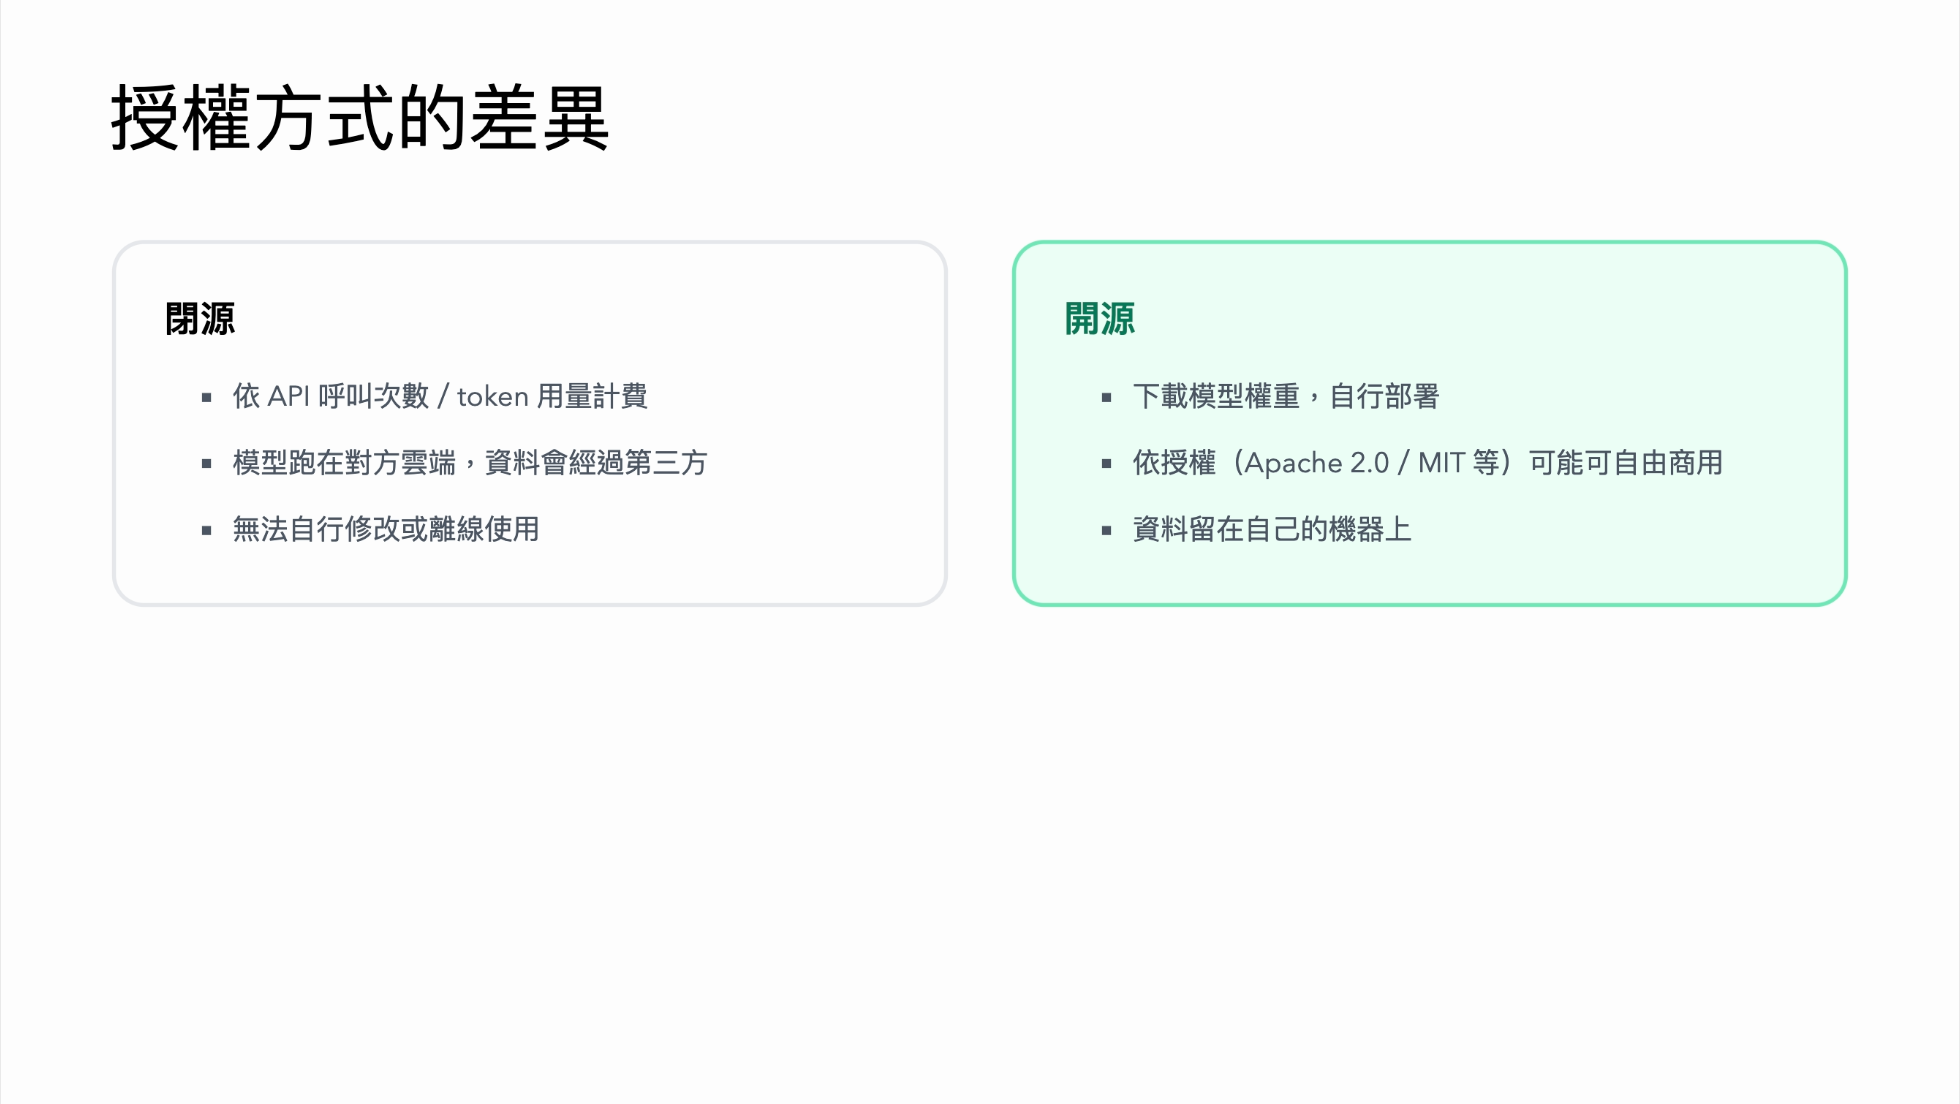 授權方式的差異
閉源
▪ 依 API 呼叫次數 / token 用量計費
▪ 模型跑在對方雲端，資料會經過第三方
▪ 無法自行修改或離線使用
開源
▪ 下載模型權重，自行部署
▪ 依授權（Apache 2.0 / MIT 等）可能可自由商用
▪ 資料留在自己的機器上